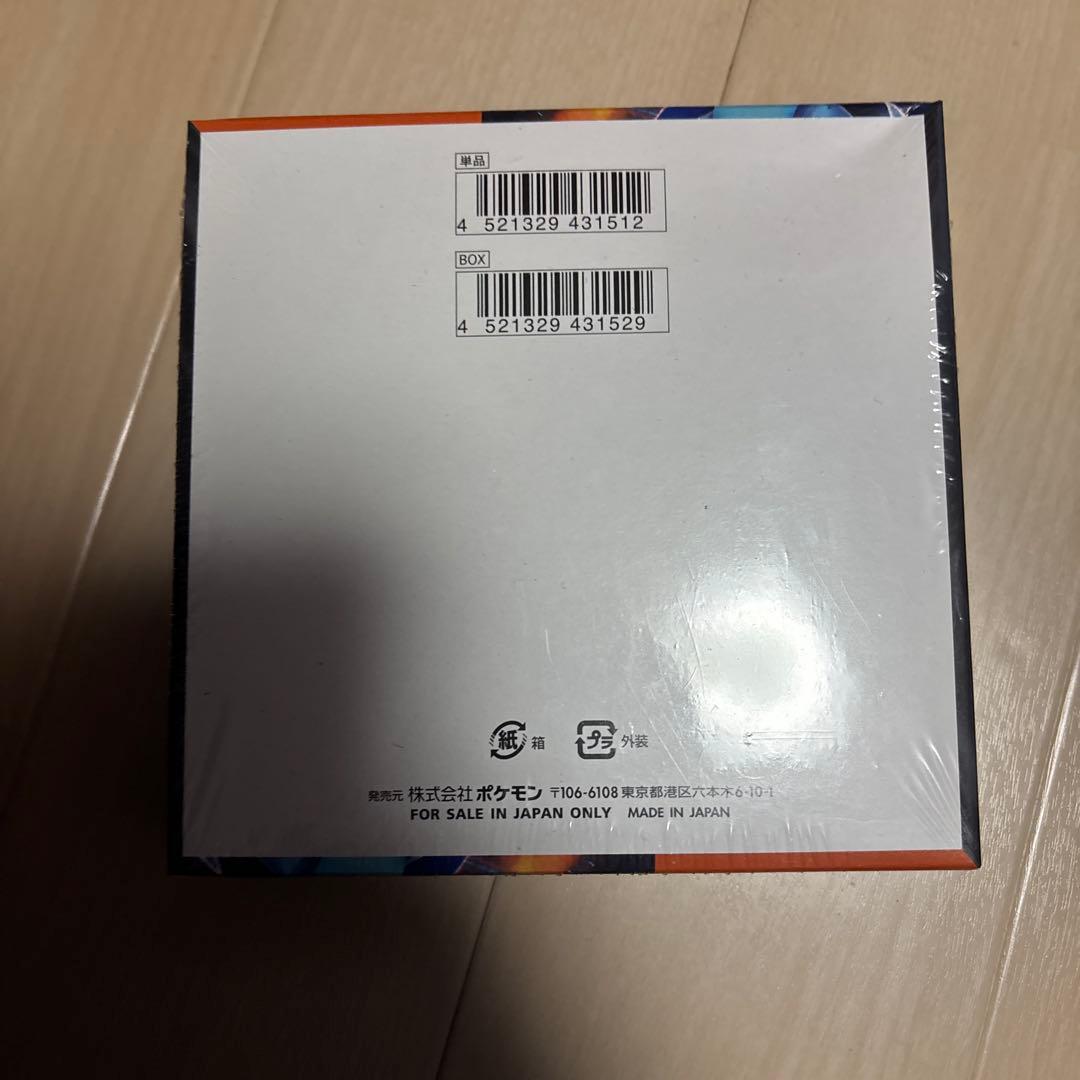 単品
4 521329 431512
BOX
4 521329 431529
紙 箱 プラ 外装
発売元 株式会社 ポケモン 〒106-6108 東京都港区六本木6-10-1
FOR SALE IN JAPAN ONLY MADE IN JAPAN